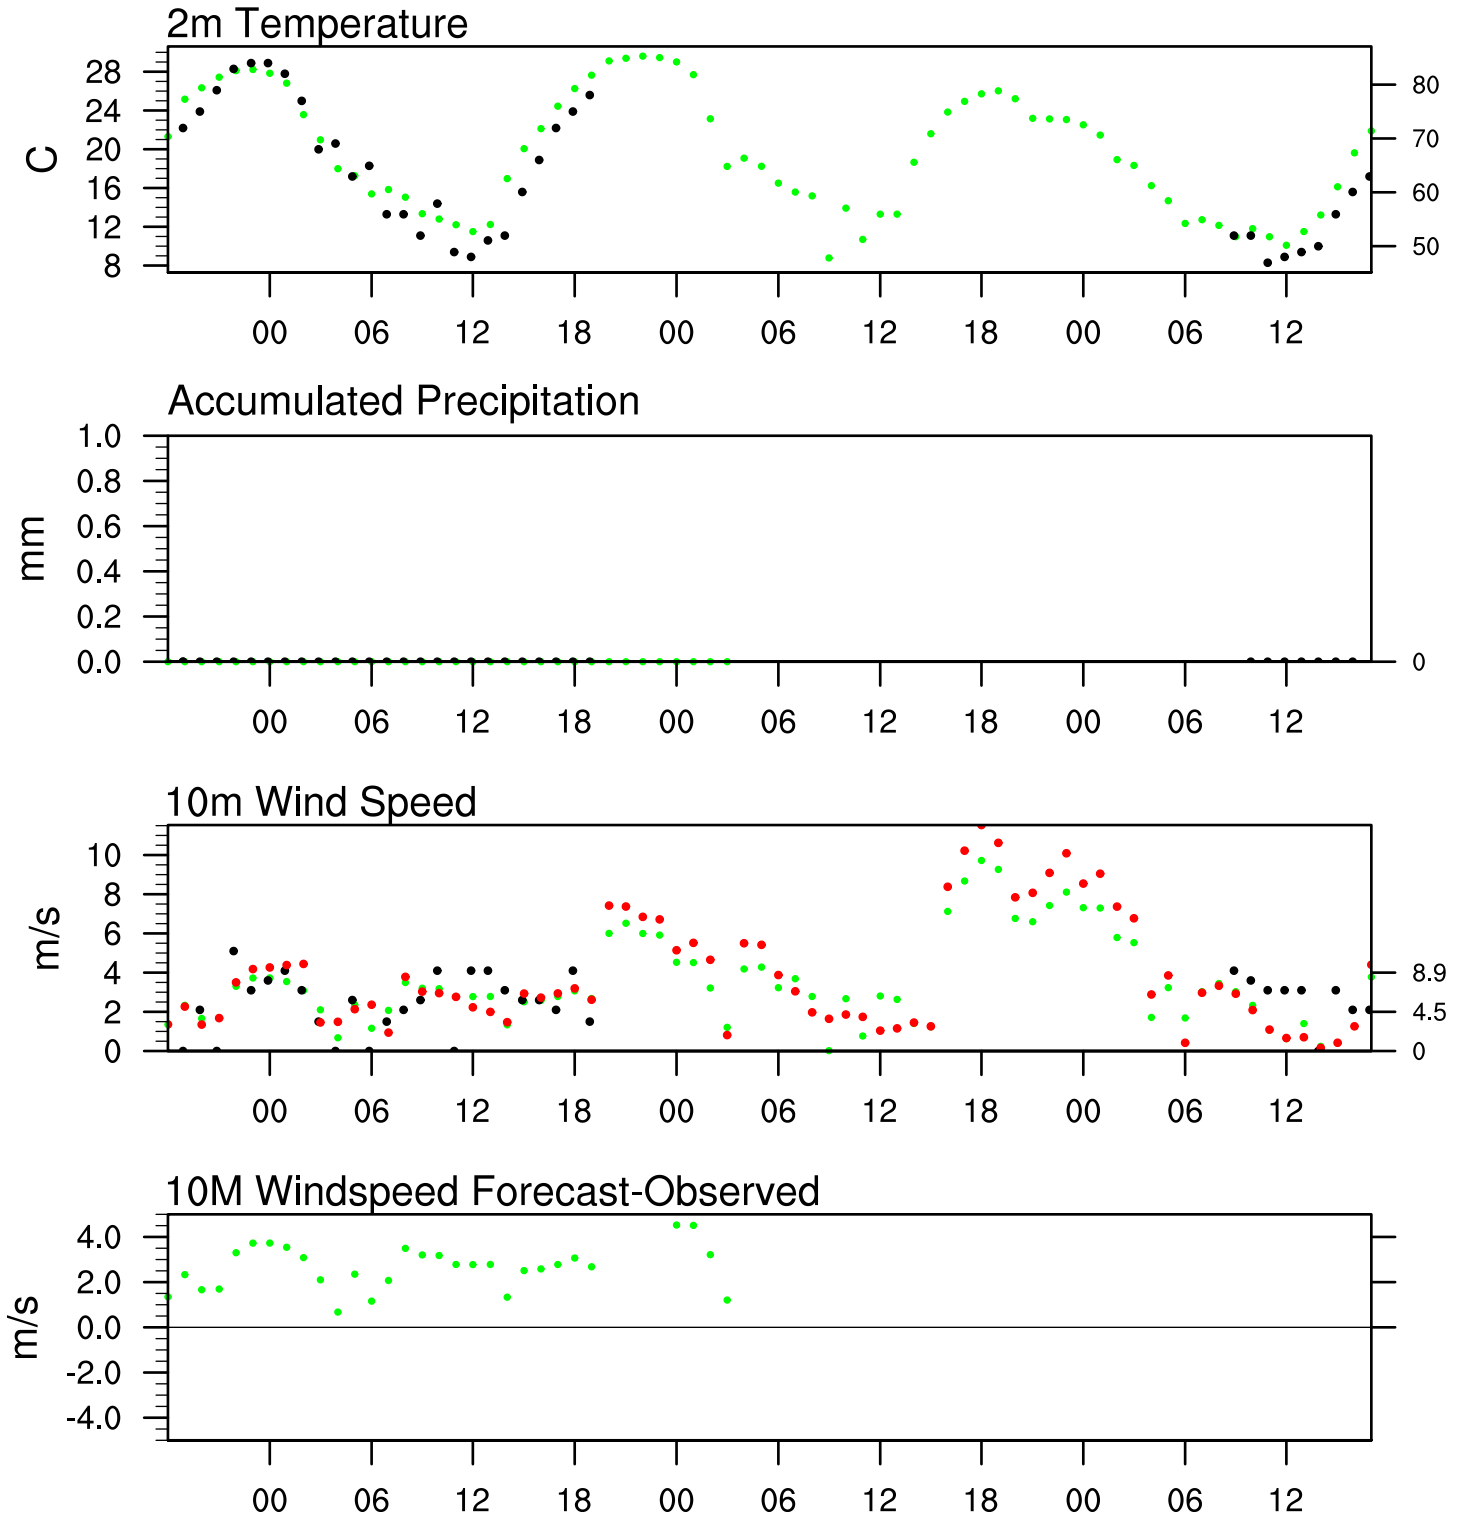 2m Temperature
28
24
20
16
12
8
C
80
70
60
50
00 06 12 18 00 06 12 18 00 06 12
Accumulated Precipitation
1.0
0.8
0.6
0.4
0.2
0.0
mm
0
00 06 12 18 00 06 12 18 00 06 12
10m Wind Speed
10
8
6
4
2
0
m/s
8.9
4.5
0
00 06 12 18 00 06 12 18 00 06 12
10M Windspeed Forecast-Observed
4.0
2.0
0.0
-2.0
-4.0
m/s
00 06 12 18 00 06 12 18 00 06 12